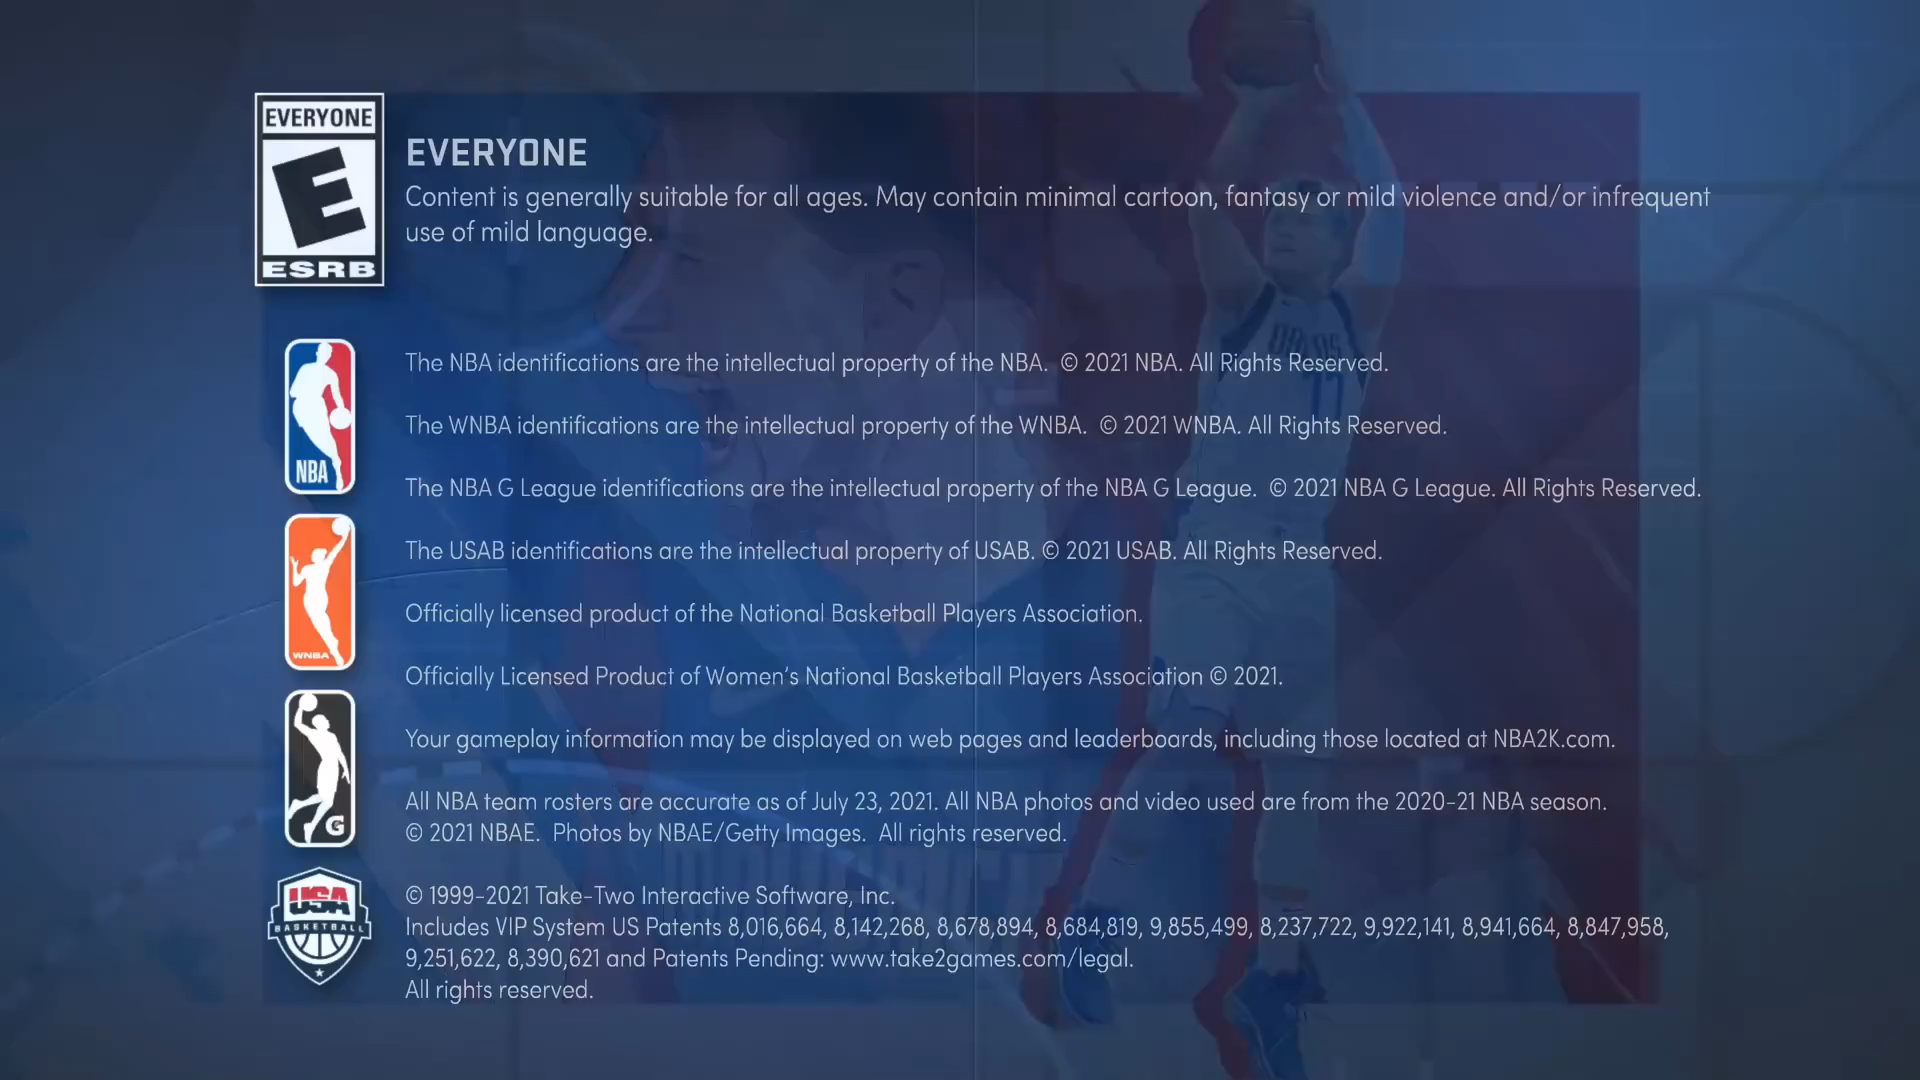 EVERYONE
ESRB
EVERYONE
Content is generally suitable for all ages. May contain minimal cartoon, fantasy or mild violence and/or infrequent
use of mild language.
NBA
The NBA identifications are the intellectual property of the NBA. © 2021 NBA. All Rights Reserved.
The WNBA identifications are the intellectual property of the WNBA. © 2021 WNBA. All Rights Reserved.
The NBA G League identifications are the intellectual property of the NBA G League. © 2021 NBA G League. All Rights Reserved.
WNBA
The USAB identifications are the intellectual property of USAB. © 2021 USAB. All Rights Reserved.
Officially licensed product of the National Basketball Players Association.
Officially Licensed Product of Women's National Basketball Players Association © 2021.
G
Your gameplay information may be displayed on web pages and leaderboards, including those located at NBA2K.com.
All NBA team rosters are accurate as of July 23, 2021. All NBA photos and video used are from the 2020-21 NBA season.
© 2021 NBAE. Photos by NBAE/Getty Images. All rights reserved.
USA
BASKETBALL
© 1999-2021 Take-Two Interactive Software, Inc.
Includes VIP System US Patents 8,016,664, 8,142,268, 8,678,894, 8,684,819, 9,855,499, 8,237,722, 9,922,141, 8,941,664, 8,847,958,
9,251,622, 8,390,621 and Patents Pending: www.take2games.com/legal.
All rights reserved.